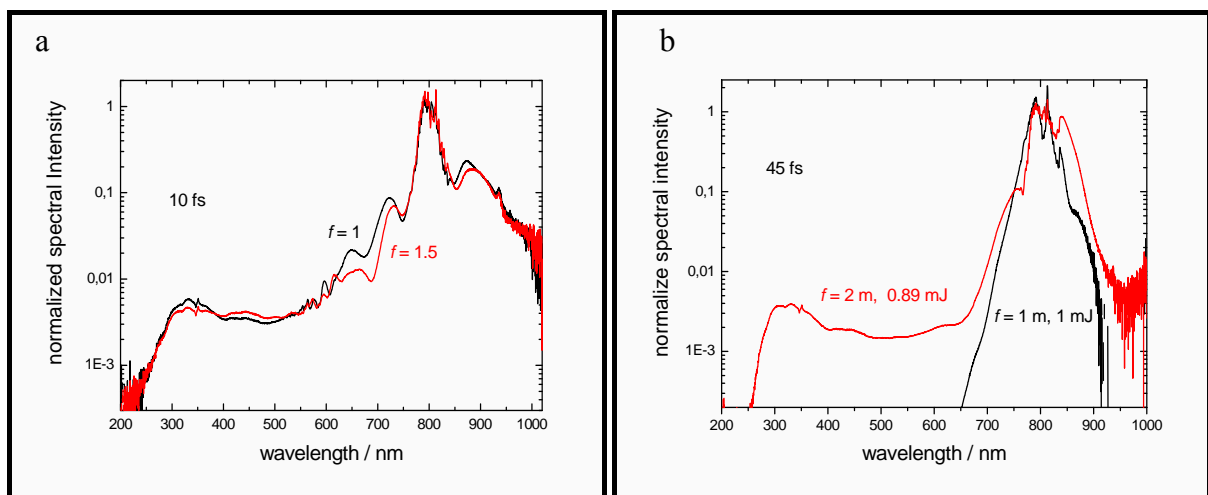 a
normalized spectral Intensity
1
0,1
0,01
1E-3
10 fs
f = 1
f = 1.5
200 300 400 500 600 700 800 900 1000
wavelength / nm
b
normalize spectral intensity
1
0,1
0,01
1E-3
45 fs
f = 2 m, 0.89 mJ
f = 1 m, 1 mJ
200 300 400 500 600 700 800 900 1000
wavelength / nm